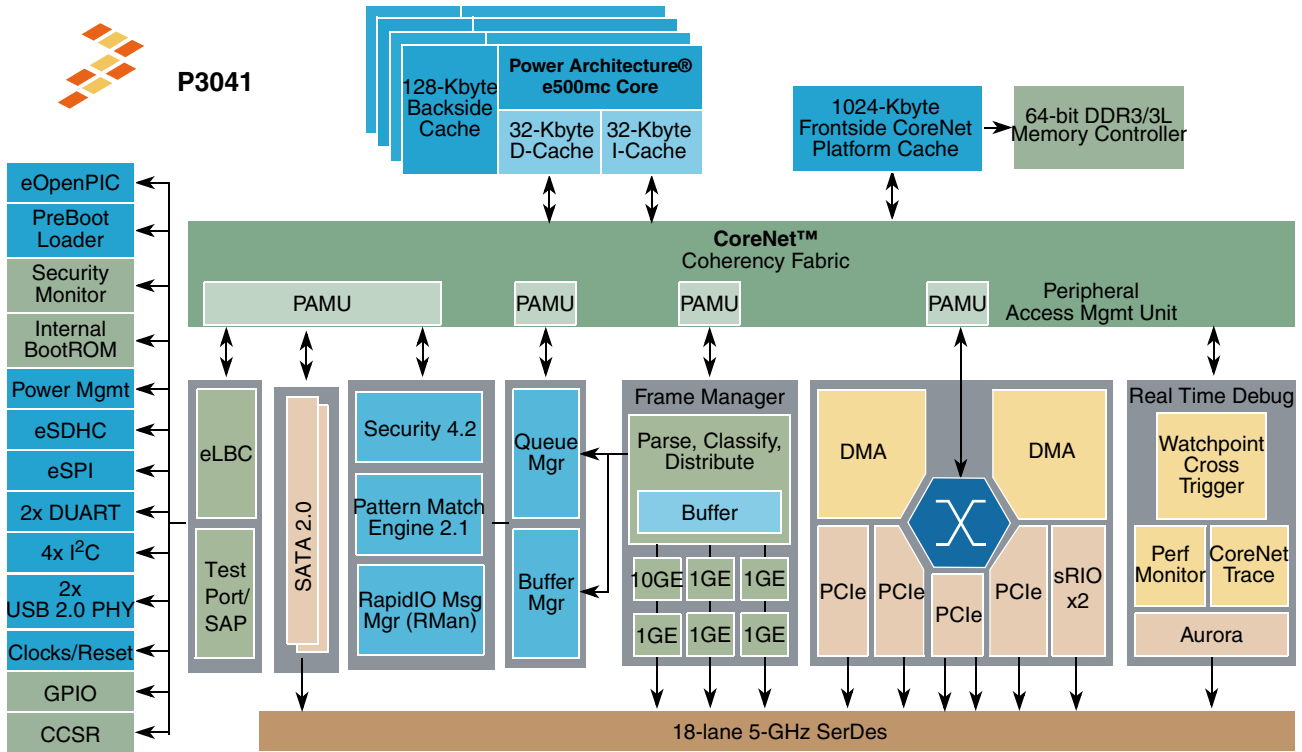 P3041
128-Kbyte
Backside
Cache
Power Architecture®
e500mc Core
32-Kbyte
D-Cache
32-Kbyte
I-Cache
1024-Kbyte
Frontside CoreNet
Platform Cache
64-bit DDR3/3L
Memory Controller
eOpenPIC
PreBoot
Loader
Security
Monitor
Internal
BootROM
Power Mgmt
eSDHC
eSPI
2x DUART
4x I²C
2x
USB 2.0 PHY
Clocks/Reset
GPIO
CCSR
CoreNet™
Coherency Fabric
PAMU
PAMU
PAMU
PAMU
Peripheral
Access Mgmt Unit
eLBC
Test
Port/
SAP
SATA 2.0
Security 4.2
Pattern Match
Engine 2.1
RapidIO Msg
Mgr (RMan)
Queue
Mgr
Buffer
Mgr
Frame Manager
Parse, Classify,
Distribute
Buffer
10GE
1GE
1GE
1GE
1GE
1GE
DMA
DMA
PCIe
PCIe
PCIe
PCIe
sRIO
x2
Real Time Debug
Watchpoint
Cross
Trigger
Perf
Monitor
CoreNet
Trace
Aurora
18-lane 5-GHz SerDes